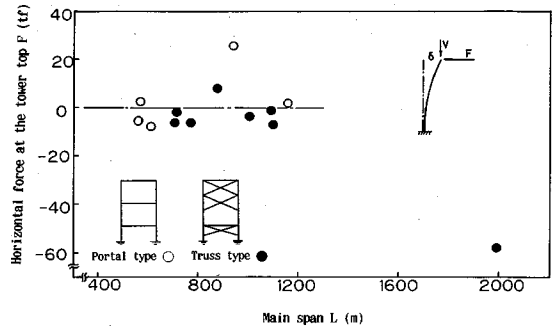 Horizontal force at the tower top F (tf)
40
20
0
-20
-40
-60
400
800
1200
1600
2000
Main span L (m)
Portal type ○ Truss type ●
V
δ
F